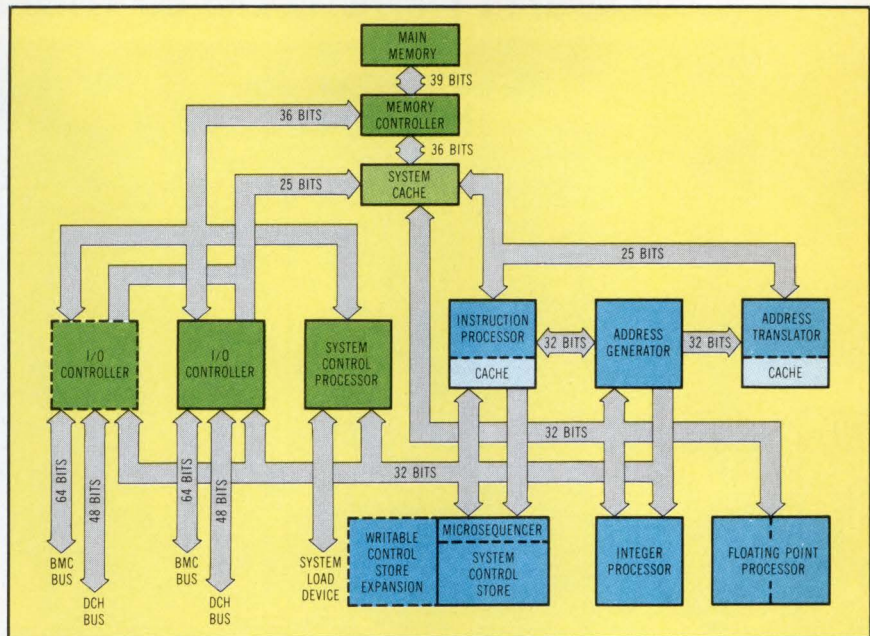 MAIN
MEMORY
39 BITS
36 BITS
MEMORY
CONTROLLER
36 BITS
25 BITS
SYSTEM
CACHE
25 BITS
I/O
CONTROLLER
I/O
CONTROLLER
SYSTEM
CONTROL
PROCESSOR
INSTRUCTION
PROCESSOR
CACHE
32 BITS
ADDRESS
GENERATOR
32 BITS
ADDRESS
TRANSLATOR
CACHE
32 BITS
32 BITS
64 BITS
48 BITS
64 BITS
48 BITS
BMC
BUS
DCH
BUS
BMC
BUS
DCH
BUS
SYSTEM
LOAD
DEVICE
WRITABLE
CONTROL
STORE
EXPANSION
MICROSEQUENCER
SYSTEM
CONTROL
STORE
INTEGER
PROCESSOR
FLOATING POINT
PROCESSOR